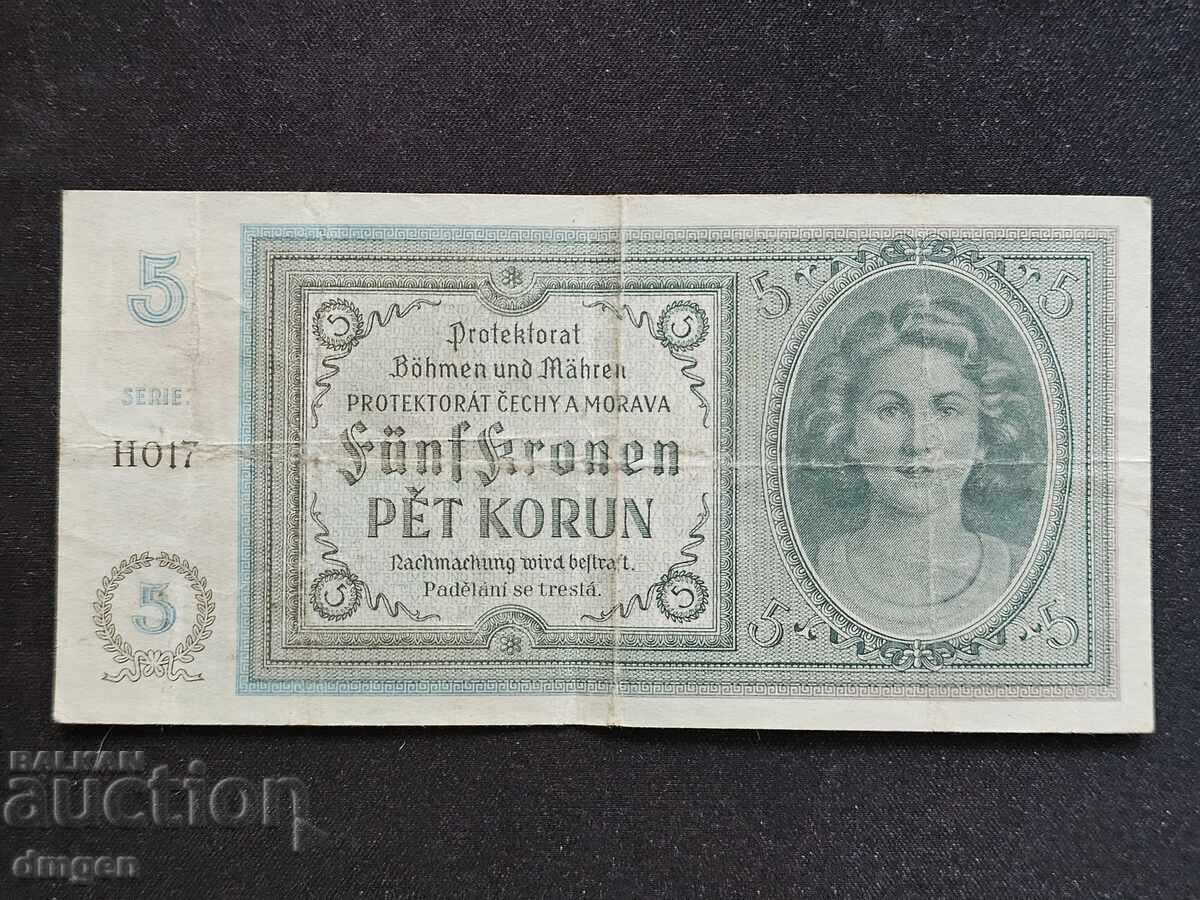 5
SERIE:
H017
5
5
5
Protektorat
Böhmen und Mähren
PROTEKTORÁT ČECHY A MORAVA
Fünf Kronen
PĚT KORUN
Nachmachung wird bestraft.
Padělání se trestá.
5
5
5
5
5
5
BALKAN
auction
dmgen